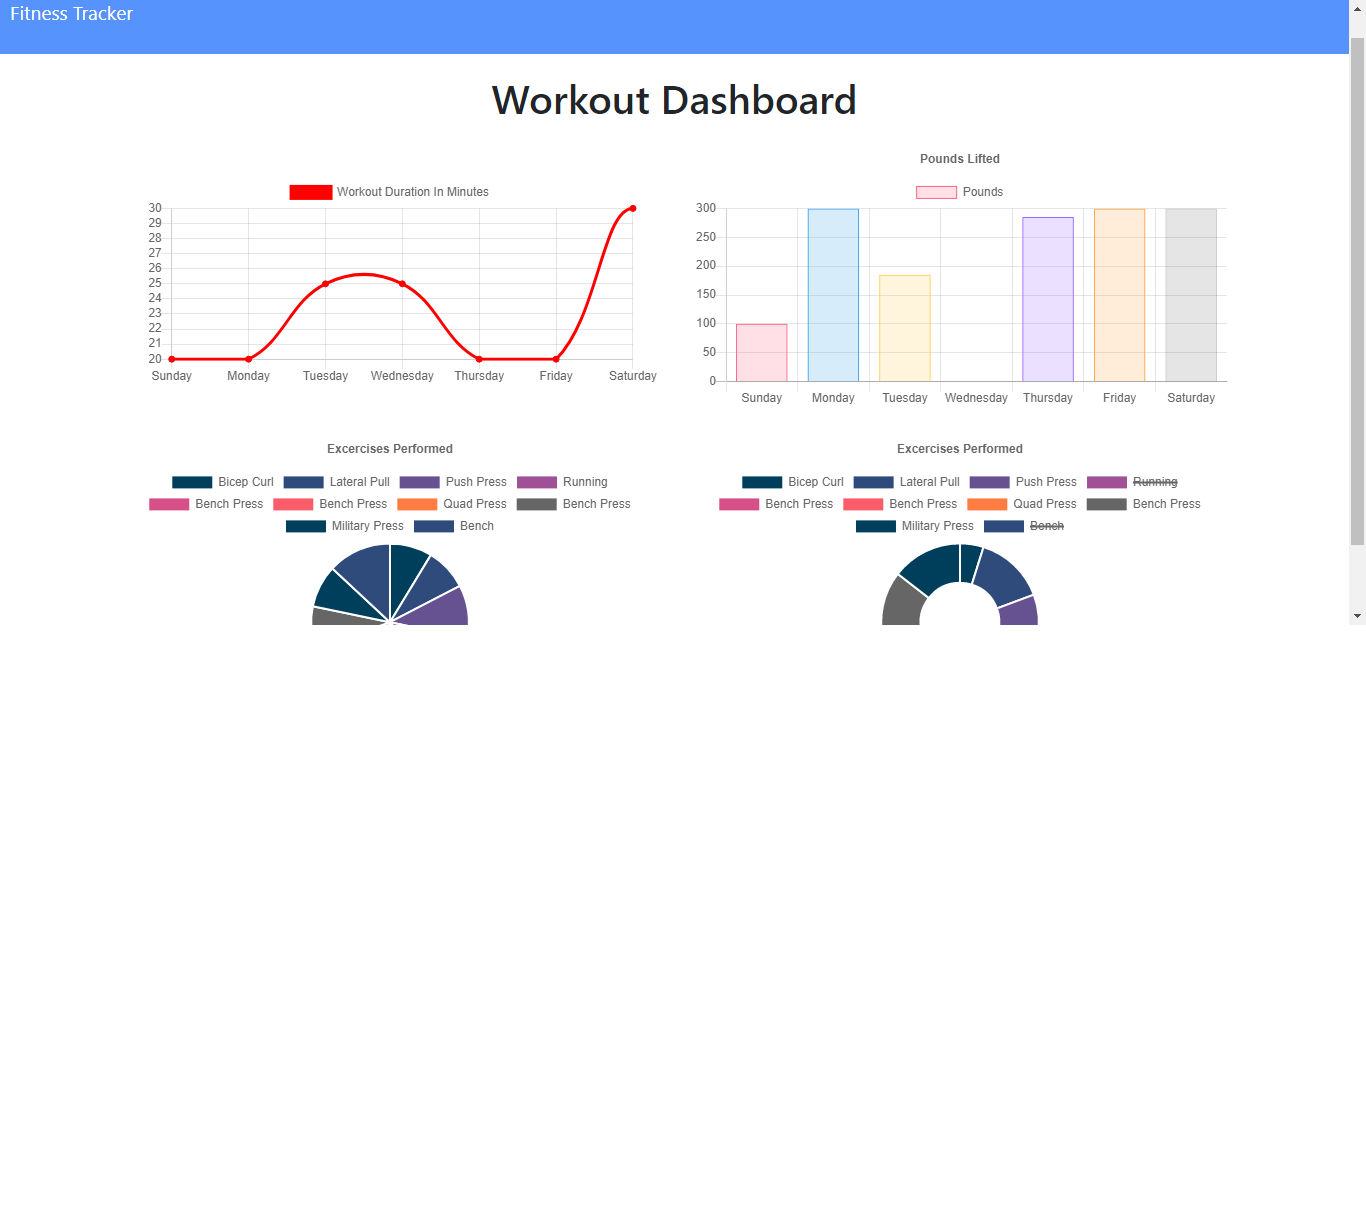 Fitness Tracker
Workout Dashboard
Workout Duration In Minutes
30
29
28
27
26
25
24
23
22
21
20
Sunday Monday Tuesday Wednesday Thursday Friday Saturday
Pounds Lifted
Pounds
300
250
200
150
100
50
0
Sunday Monday Tuesday Wednesday Thursday Friday Saturday
Excercises Performed
Bicep Curl Lateral Pull Push Press Running
Bench Press Bench Press Quad Press Bench Press
Military Press Bench
Excercises Performed
Bicep Curl Lateral Pull Push Press Running
Bench Press Bench Press Quad Press Bench Press
Military Press Bench